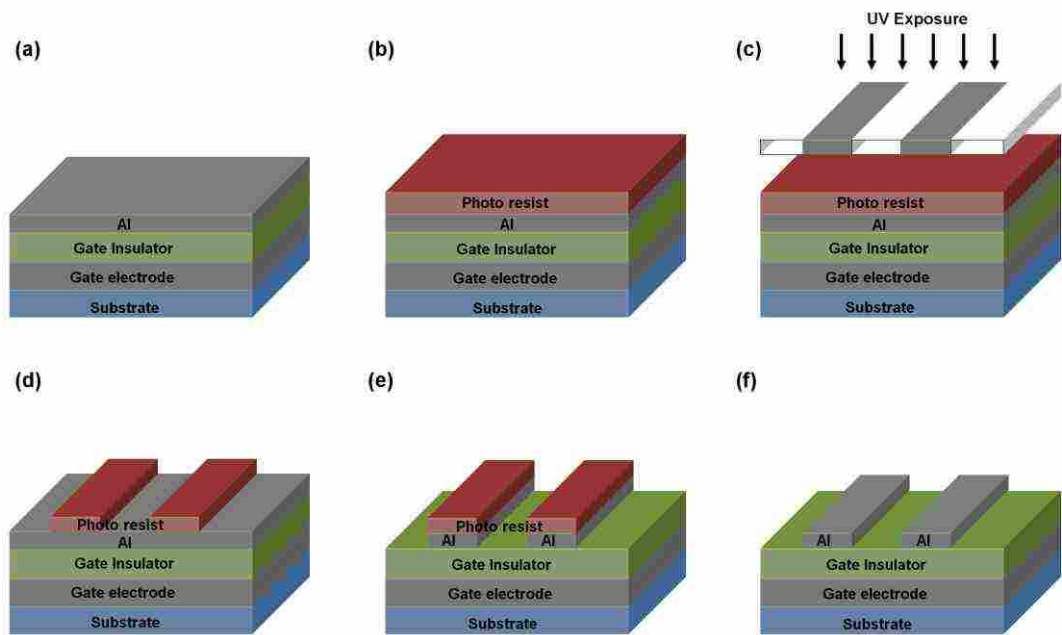 (a)
Al
Gate Insulator
Gate electrode
Substrate
(b)
Photo resist
Al
Gate Insulator
Gate electrode
Substrate
(c)
UV Exposure
Photo resist
Al
Gate Insulator
Gate electrode
Substrate
(d)
Photo resist
Al
Gate Insulator
Gate electrode
Substrate
(e)
Photo resist
Al Al
Gate Insulator
Gate electrode
Substrate
(f)
Al Al
Gate Insulator
Gate electrode
Substrate